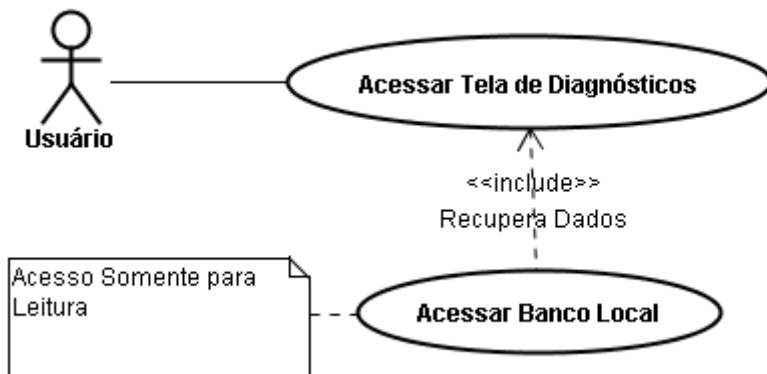 Acessar Tela de Diagnósticos
Usuário
<<include>>
Recupera Dados
Acesso Somente para
Leitura
Acessar Banco Local